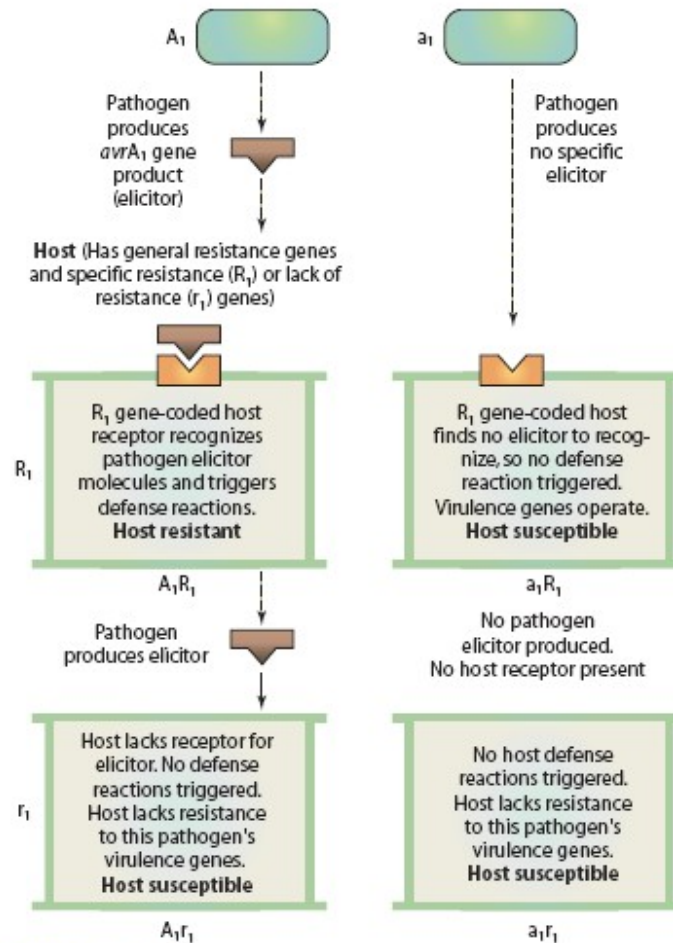 A₁
a₁
Pathogen
produces
avrA₁ gene
product
(elicitor)
Pathogen
produces
no specific
elicitor
Host (Has general resistance genes
and specific resistance (R₁) or lack of
resistance (r₁) genes)
R₁
R₁ gene-coded host
receptor recognizes
pathogen elicitor
molecules and triggers
defense reactions.
Host resistant
A₁R₁
R₁ gene-coded host
finds no elicitor to recog-
nize, so no defense
reaction triggered.
Virulence genes operate.
Host susceptible
a₁R₁
Pathogen
produces elicitor
No pathogen
elicitor produced.
No host receptor present
r₁
Host lacks receptor for
elicitor. No defense
reactions triggered.
Host lacks resistance
to this pathogen's
virulence genes.
Host susceptible
A₁r₁
No host defense
reactions triggered.
Host lacks resistance
to this pathogen's
virulence genes.
Host susceptible
a₁r₁